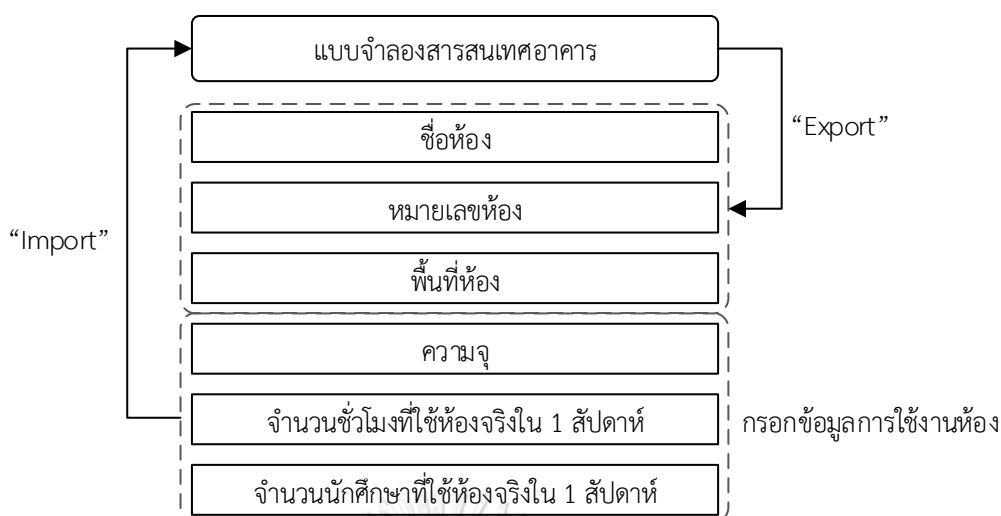 แบบจำลองสารสนเทศอาคาร
ชื่อห้อง
“Export”
หมายเลขห้อง
“Import”
พื้นที่ห้อง
ความจุ
จำนวนชั่วโมงที่ใช้ห้องจริงใน 1 สัปดาห์
กรอกข้อมูลการใช้งานห้อง
จำนวนนักศึกษาที่ใช้ห้องจริงใน 1 สัปดาห์